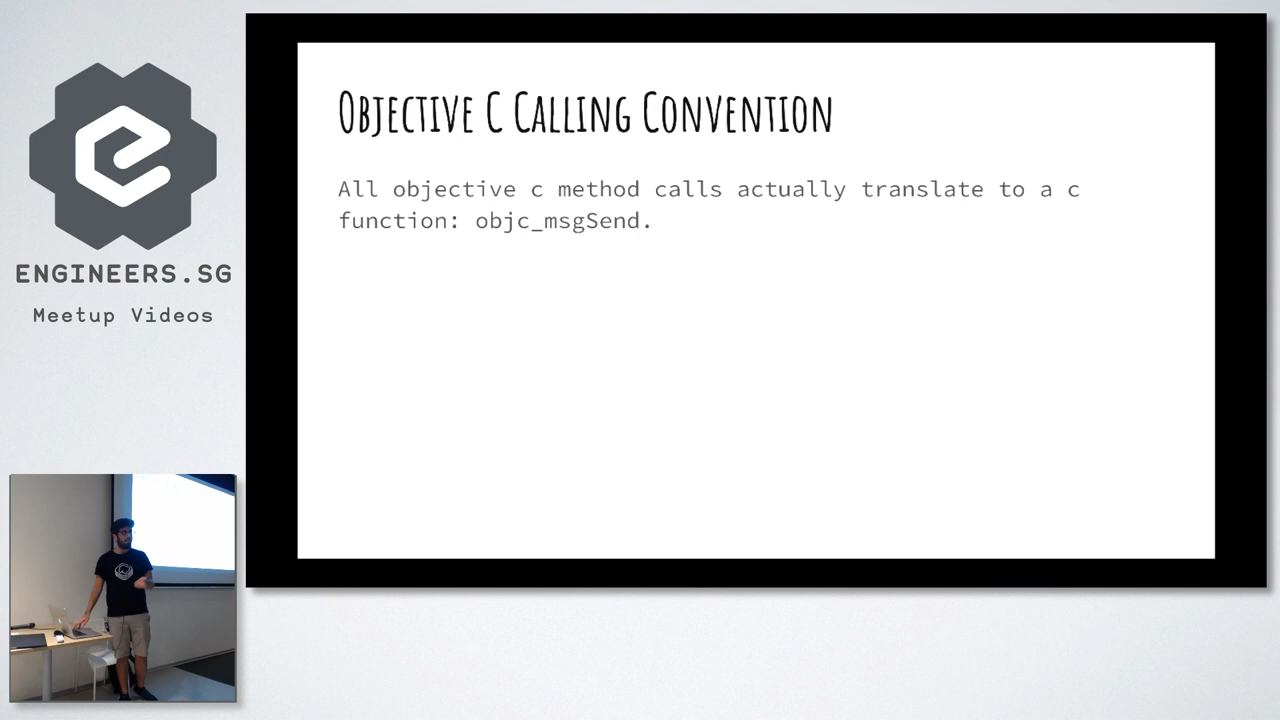 OBJECTIVE C CALLING CONVENTION
All objective c method calls actually translate to a c
function: objc_msgSend.
ENGINEERS.SG
Meetup Videos